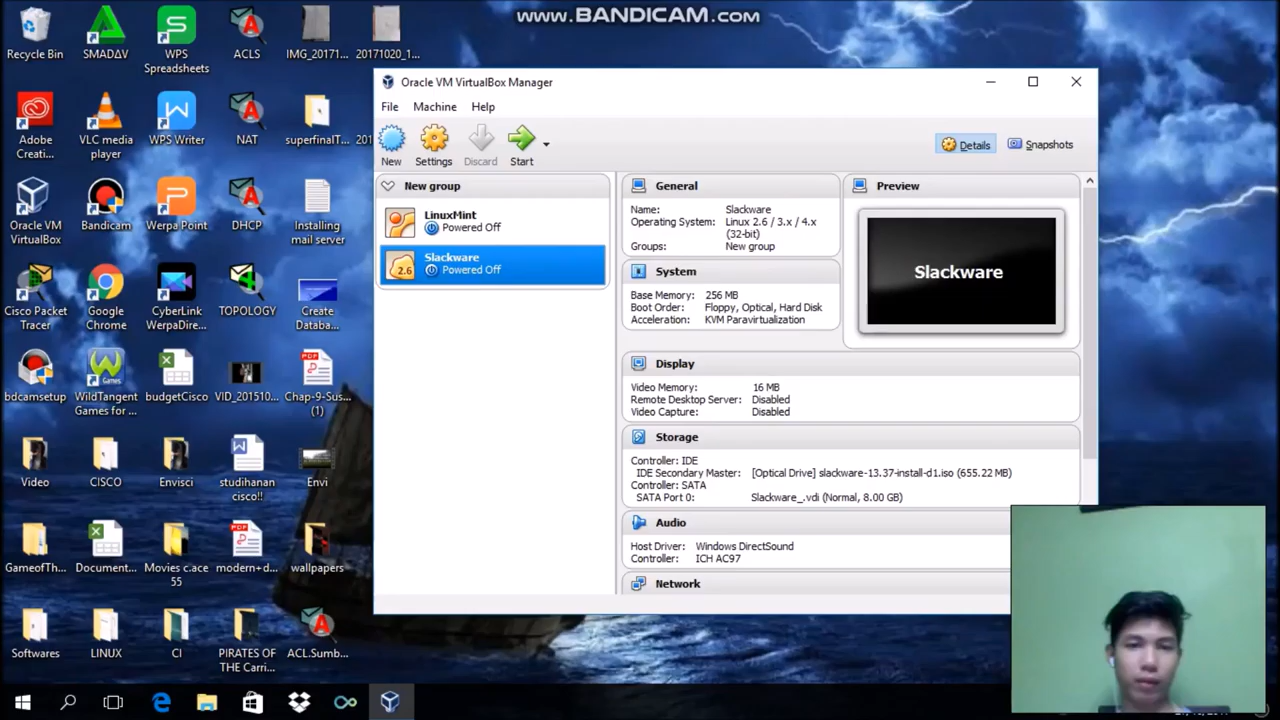 www.BANDICAM.com
Recycle Bin
SMADΔV
WPS
Spreadsheets
ACLS
IMG_20171...
20171020_1...
Adobe
Creati...
VLC media
player
WPS Writer
NAT
superfinalT...
201
Oracle VM
VirtualBox
Bandicam
Werpa Point
DHCP
Installing
mail server
Cisco Packet
Tracer
Google
Chrome
CyberLink
WerpaDire...
TOPOLOGY
Create
Databa...
bdcamsetup
WildTangent
Games for ...
budgetCisco
VID_201510...
Chap-9-Sus...
(1)
Video
CISCO
Envisci
studihanan
cisco!!
Envi
GameofTh...
Document...
Movies c.ace
55
modern+d...
wallpapers
Softwares
LINUX
CI
PIRATES OF
THE Carri...
ACL.Sumb...
Oracle VM VirtualBox Manager
File Machine Help
New Settings Discard Start
Details Snapshots
New group
LinuxMint
Powered Off
2.6
Slackware
Powered Off
General
Name: Slackware
Operating System: Linux 2.6 / 3.x / 4.x
(32-bit)
Groups: New group
System
Base Memory: 256 MB
Boot Order: Floppy, Optical, Hard Disk
Acceleration: KVM Paravirtualization
Preview
Slackware
Display
Video Memory: 16 MB
Remote Desktop Server: Disabled
Video Capture: Disabled
Storage
Controller: IDE
IDE Secondary Master: [Optical Drive] slackware-13.37-install-d1.iso (655.22 MB)
Controller: SATA
SATA Port 0: Slackware_.vdi (Normal, 8.00 GB)
Audio
Host Driver: Windows DirectSound
Controller: ICH AC97
Network